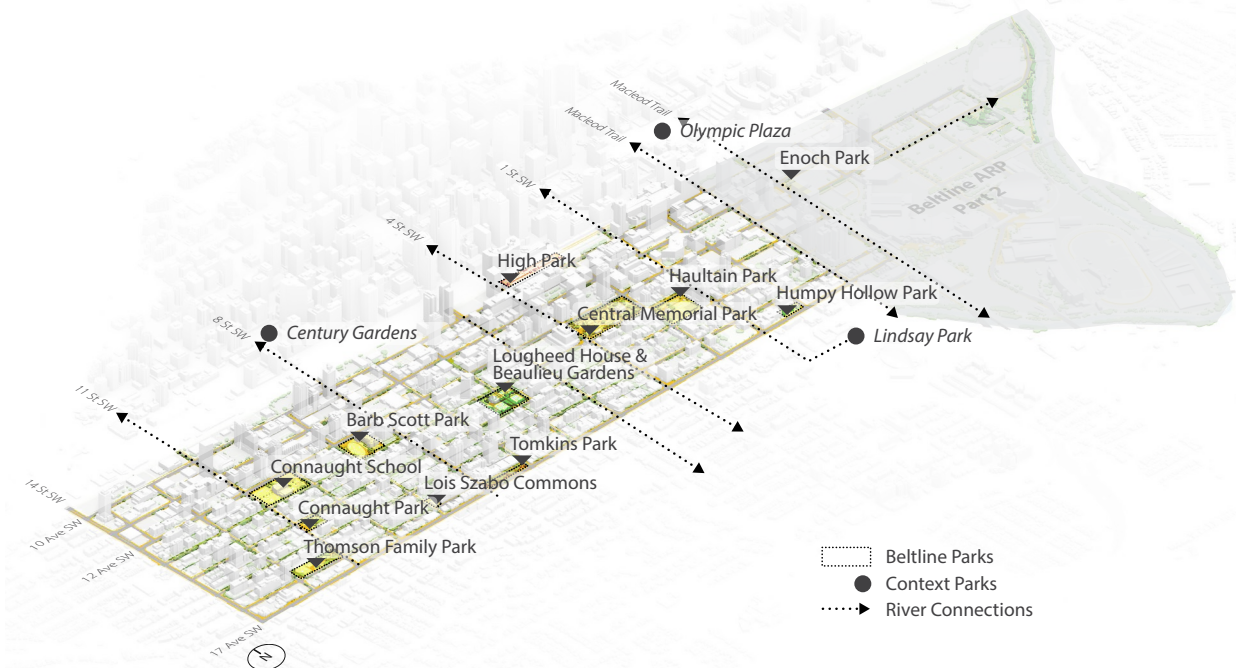 Macleod Trail
Macleod Trail
Olympic Plaza
Enoch Park
1 St SW
Beltline ARP
Part 2
4 St SW
High Park
Haultain Park
Humpy Hollow Park
Central Memorial Park
8 St SW
Century Gardens
Lindsay Park
Lougheed House &
Beaulieu Gardens
11 St SW
Barb Scott Park
Tomkins Park
Connaught School
Lois Szabo Commons
14 St SW
Connaught Park
10 Ave SW
Thomson Family Park
12 Ave SW
17 Ave SW
N
Beltline Parks
Context Parks
River Connections